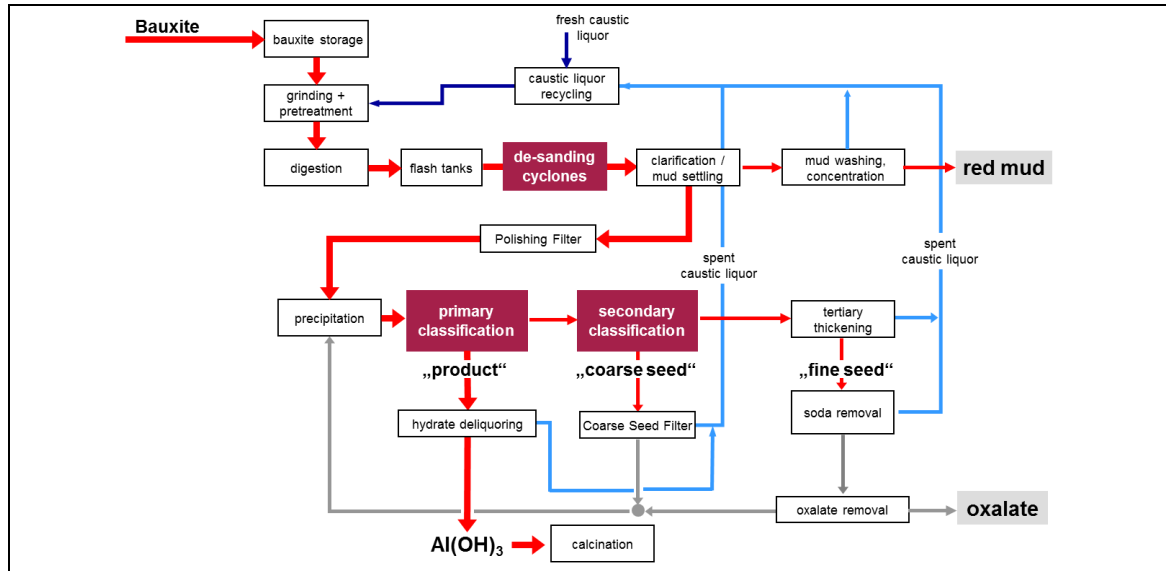 Bauxite
bauxite storage
fresh caustic
liquor
caustic liquor
recycling
grinding +
pretreatment
digestion
flash tanks
de-sanding
cyclones
clarification /
mud settling
mud washing,
concentration
red mud
Polishing Filter
spent
caustic liquor
spent
caustic liquor
precipitation
primary
classification
secondary
classification
tertiary
thickening
„product“
„coarse seed“
„fine seed“
hydrate deliquoring
Coarse Seed Filter
soda removal
oxalate removal
oxalate
Al(OH)₃
calcination